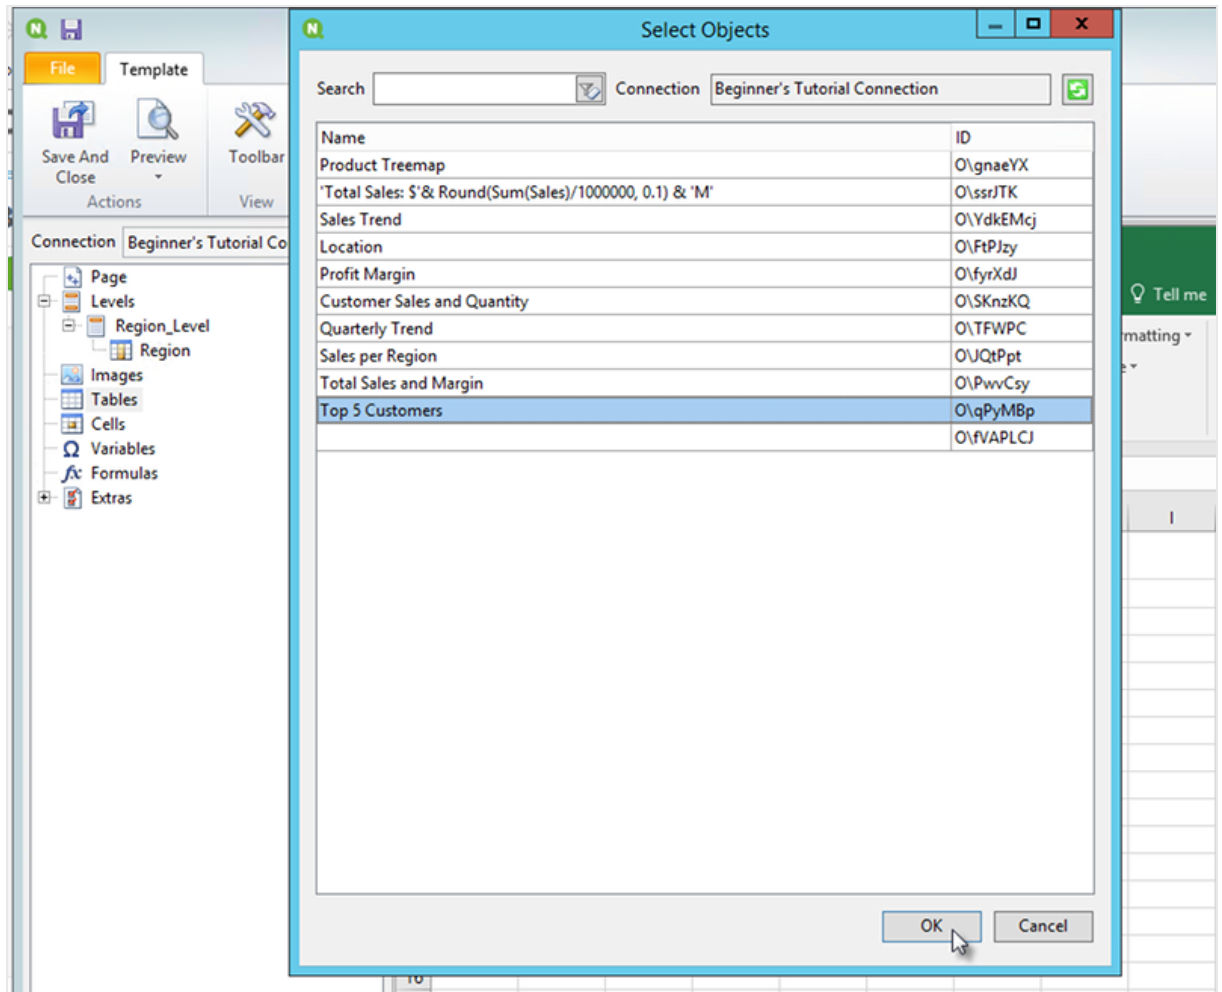 Select Objects
File
Template
Save And
Close
Preview
Toolbar
Actions
View
Connection Beginner's Tutorial Co
Page
Levels
Region_Level
Region
Images
Tables
Cells
Variables
Formulas
Extras
Search
Connection Beginner's Tutorial Connection
Name ID
Product Treemap O\gnaeYX
'Total Sales: $'& Round(Sum(Sales)/1000000, 0.1) & 'M' O\ssrJTK
Sales Trend O\YdkEMcj
Location O\FtPJzy
Profit Margin O\fyrXdJ
Customer Sales and Quantity O\SKnzKQ
Quarterly Trend O\TFWPC
Sales per Region O\JQtPpt
Total Sales and Margin O\PwvCsy
Top 5 Customers O\qPyMBp
O\fVAPLCJ
OK
Cancel
Tell me
rmatting
I